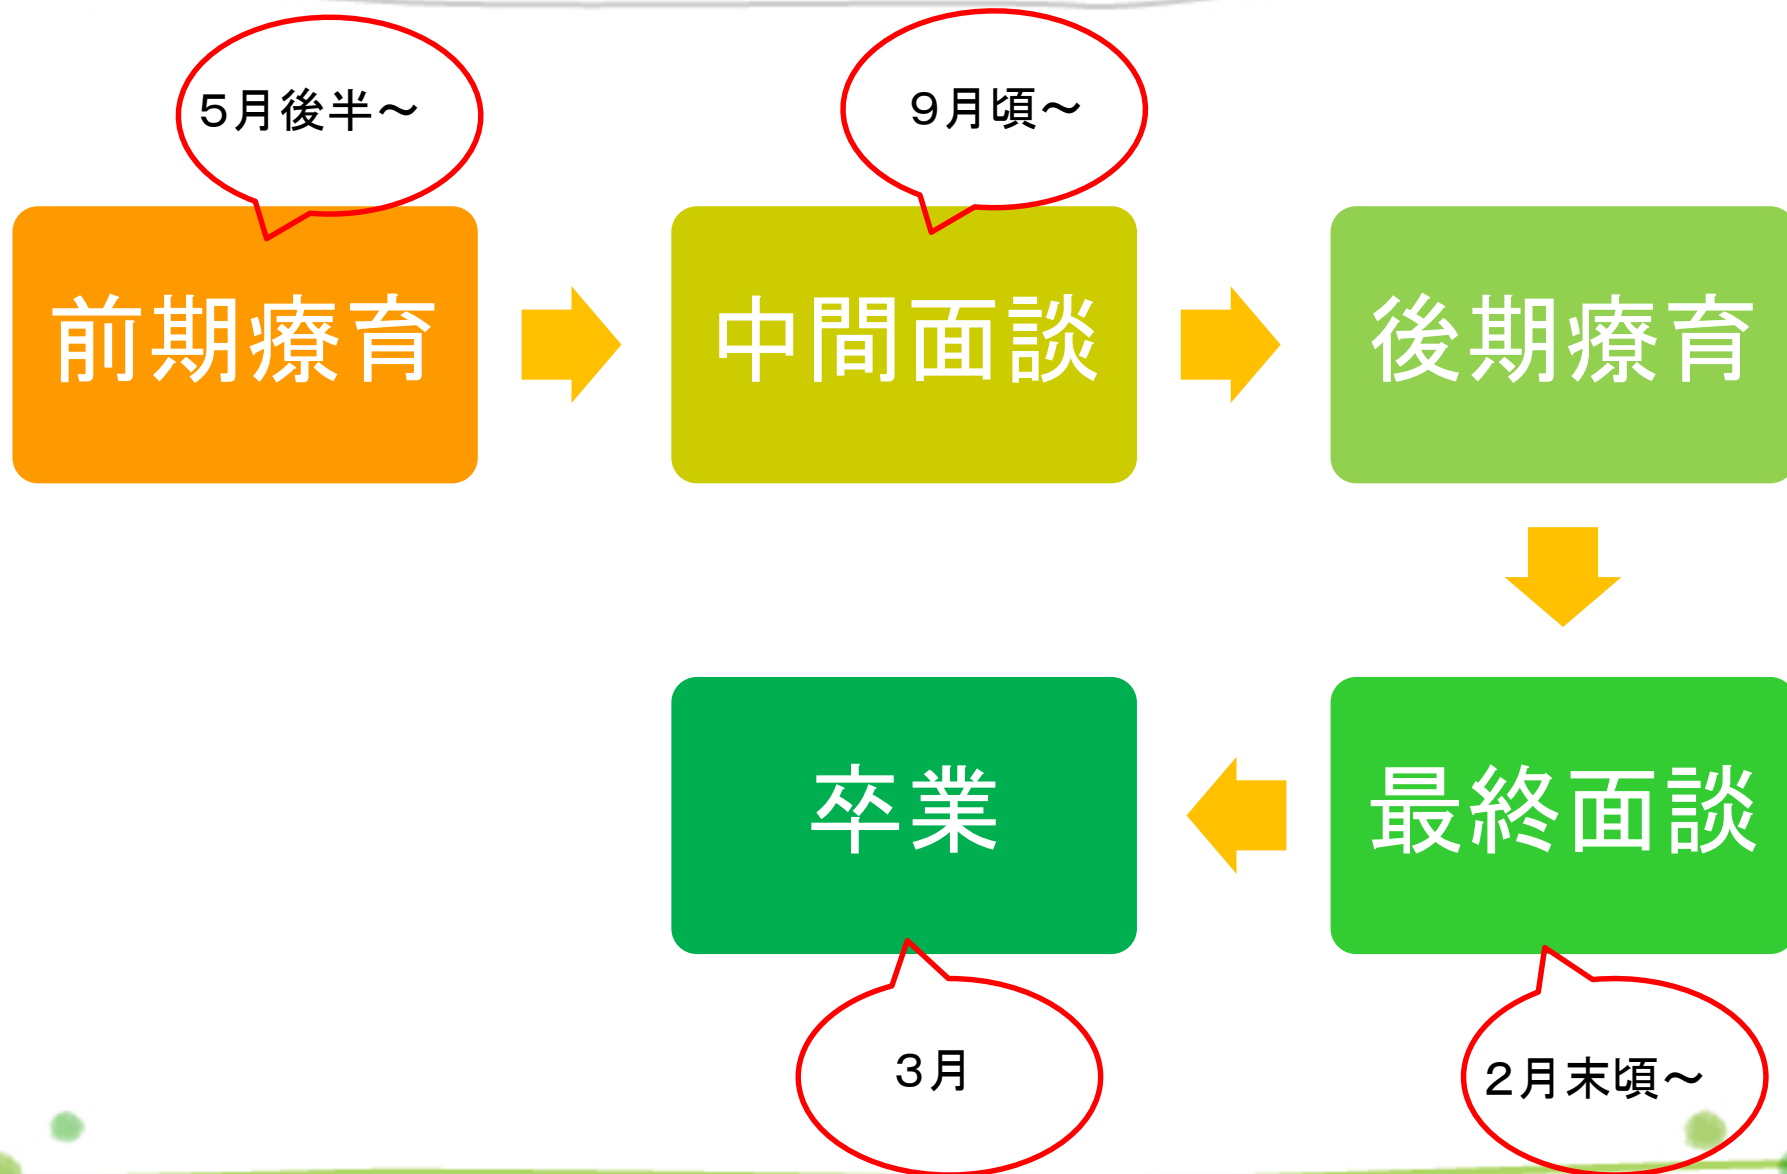 ５月後半～
９月頃～
前期療育
中間面談
後期療育
卒業
最終面談
３月
２月末頃～